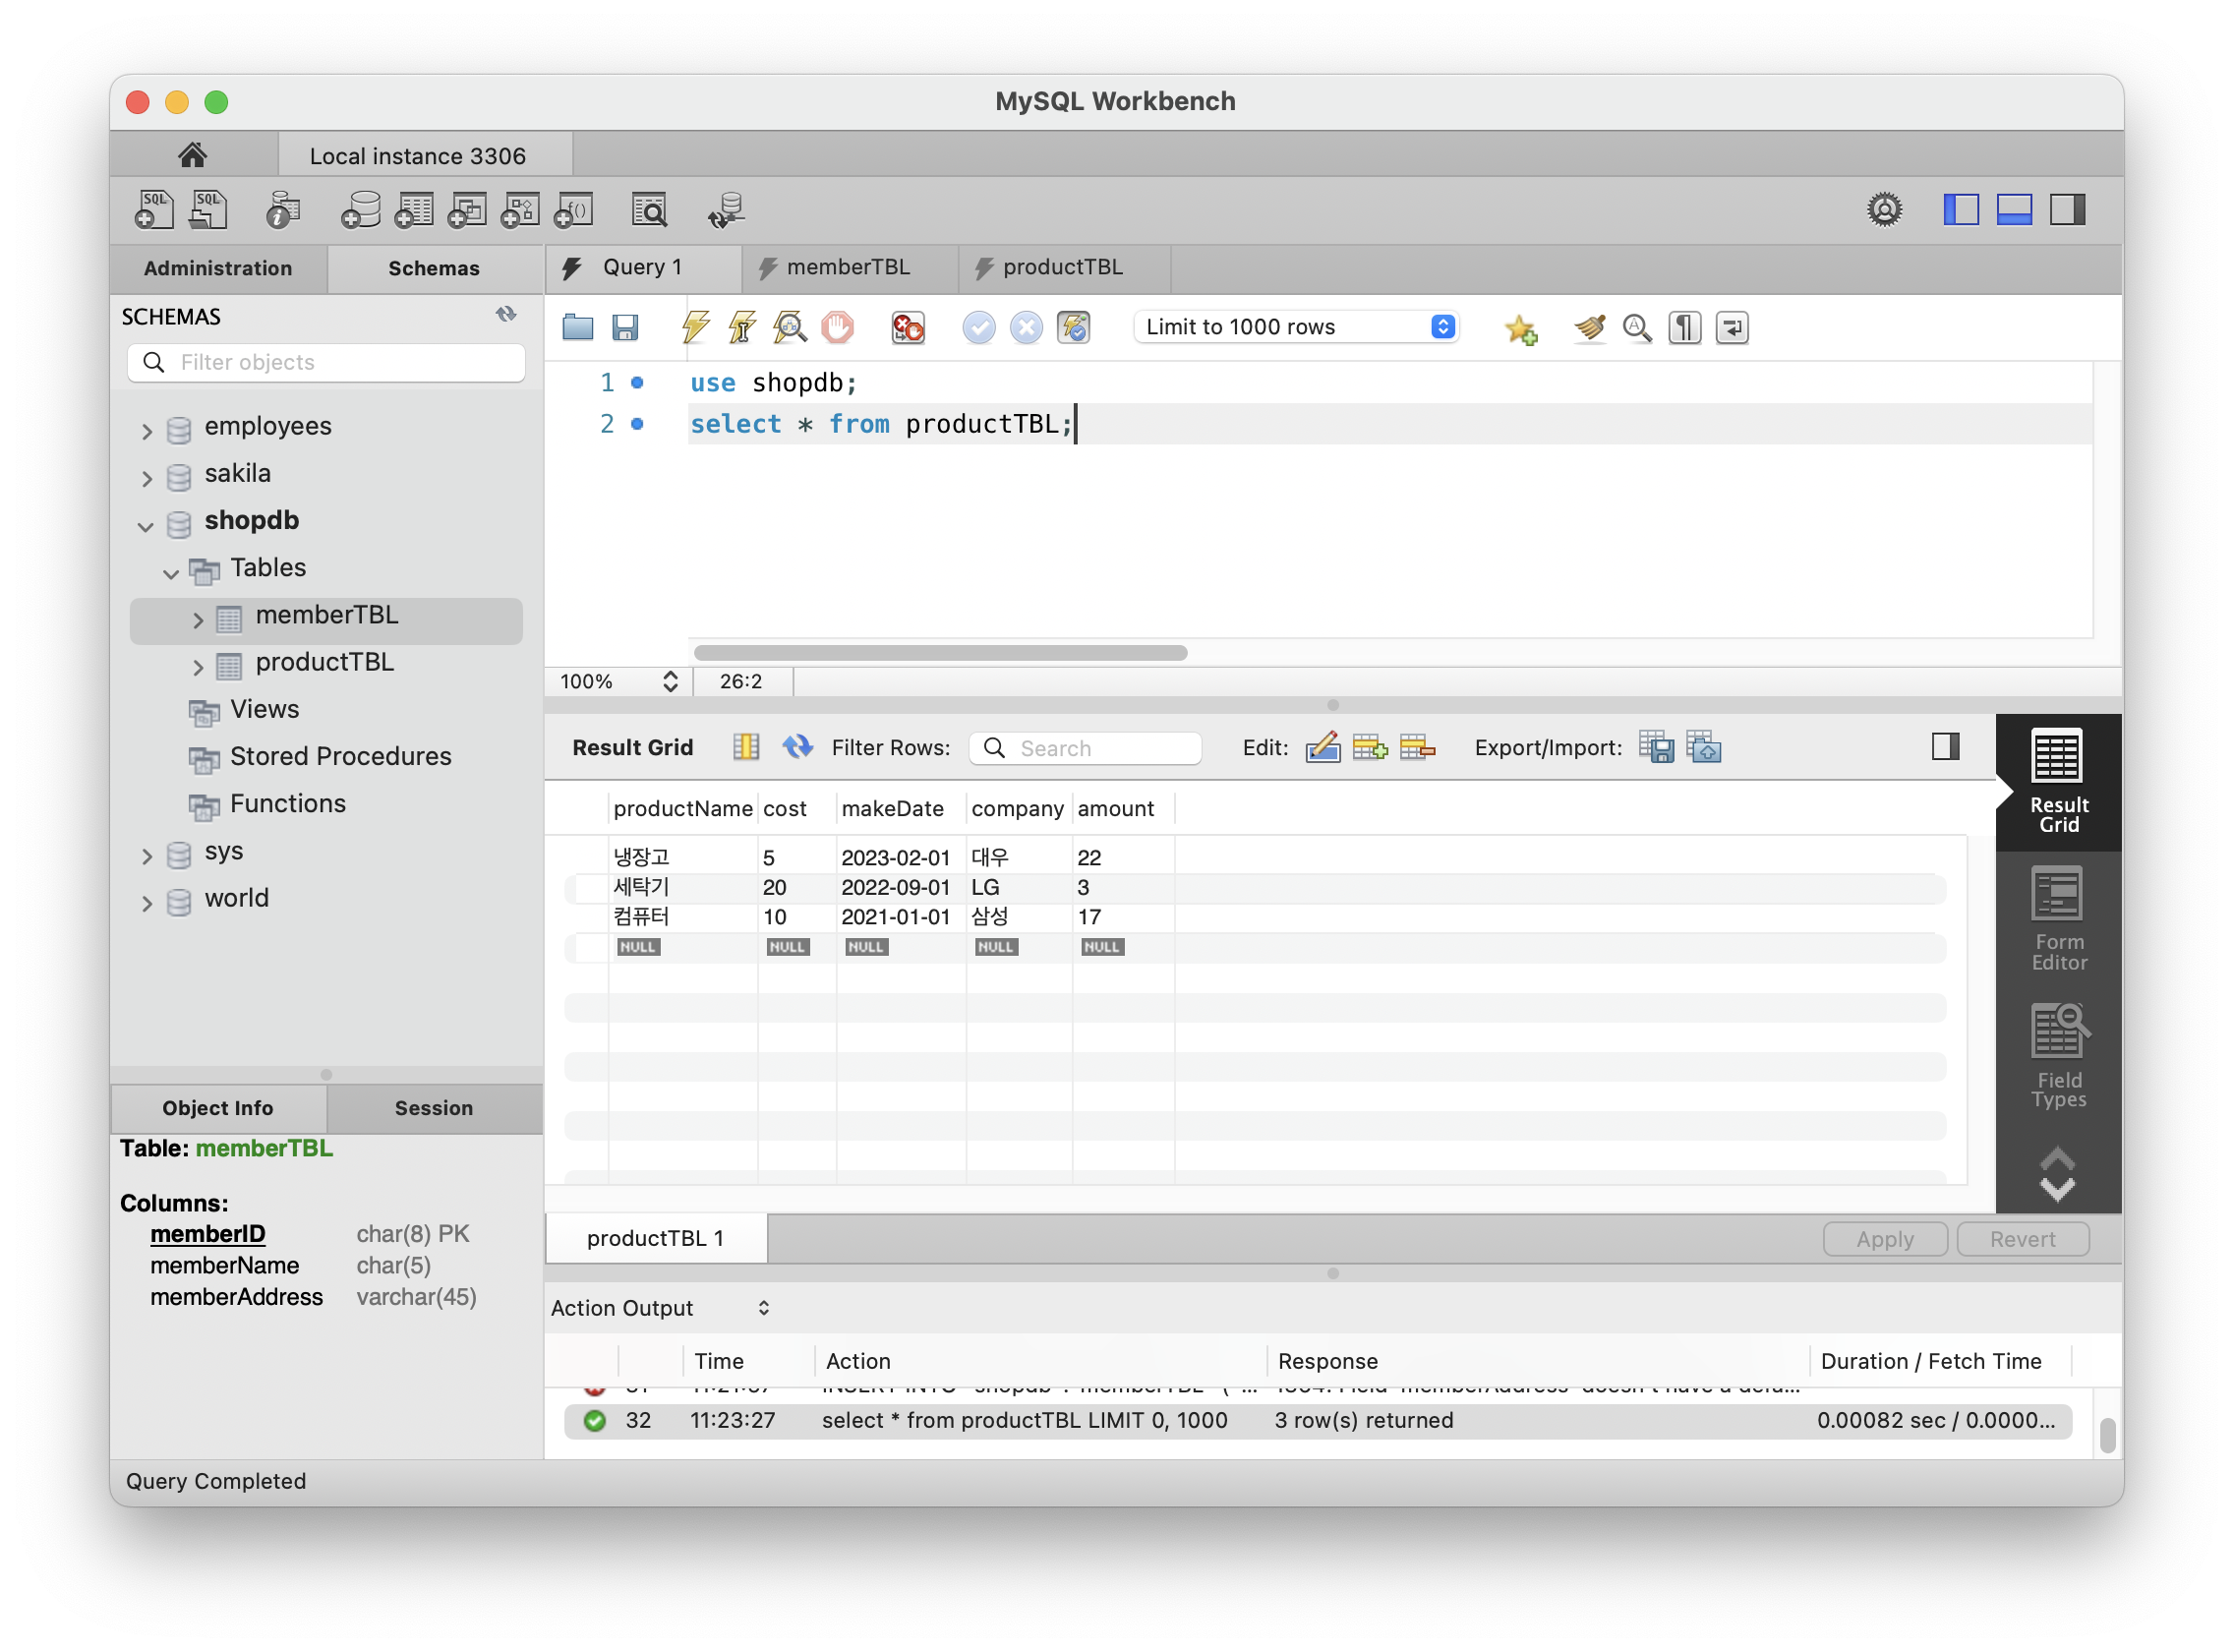 MySQL Workbench
Local instance 3306
Administration Schemas
Query 1 memberTBL productTBL
SCHEMAS
Filter objects
employees
sakila
shopdb
Tables
memberTBL
productTBL
Views
Stored Procedures
Functions
sys
world
Limit to 1000 rows
1 use shopdb;
2 select * from productTBL;
100% 26:2
Result Grid Filter Rows: Search Edit: Export/Import:
productName cost makeDate company amount
냉장고 5 2023-02-01 대우 22
세탁기 20 2022-09-01 LG 3
컴퓨터 10 2021-01-01 삼성 17
NULL NULL NULL NULL NULL
Result
Grid
Form
Editor
Field
Types
productTBL 1 Apply Revert
Object Info Session
Table: memberTBL
Columns:
memberID char(8) PK
memberName char(5)
memberAddress varchar(45)
Action Output
Time Action Response Duration / Fetch Time
32 11:23:27 select * from productTBL LIMIT 0, 1000 3 row(s) returned 0.00082 sec / 0.0000...
Query Completed